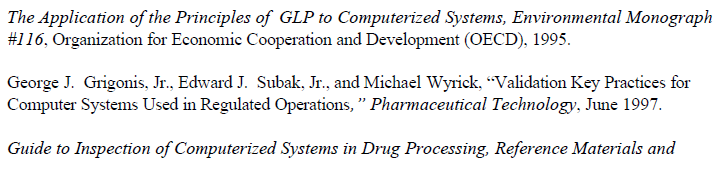 The Application of the Principles of GLP to Computerized Systems, Environmental Monograph
#116, Organization for Economic Cooperation and Development (OECD), 1995.
George J. Grigonis, Jr., Edward J. Subak, Jr., and Michael Wyrick, “Validation Key Practices for
Computer Systems Used in Regulated Operations,” Pharmaceutical Technology, June 1997.
Guide to Inspection of Computerized Systems in Drug Processing, Reference Materials and